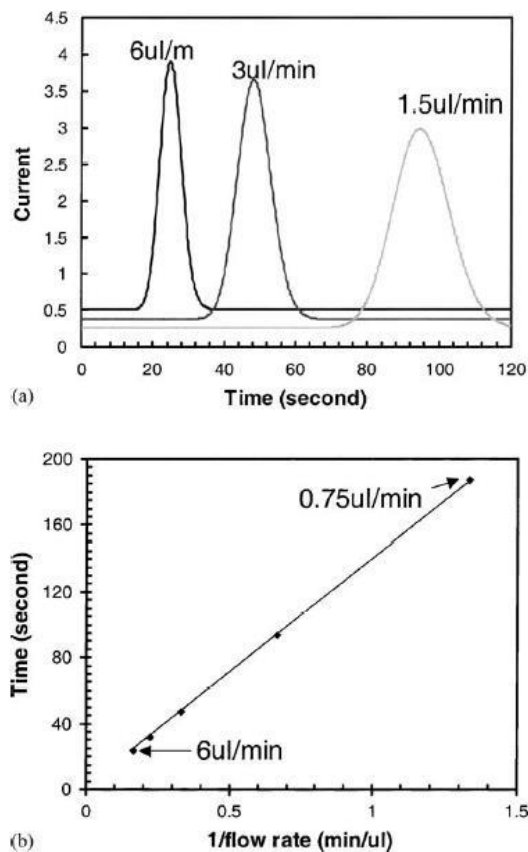 4.5
4
3.5
3
2.5
2
1.5
1
0.5
0
Current
6ul/m
3ul/min
1.5ul/min
0 20 40 60 80 100 120
(a) Time (second)
200
160
120
80
40
0
Time (second)
0.75ul/min
6ul/min
0 0.5 1 1.5
(b) 1/flow rate (min/ul)